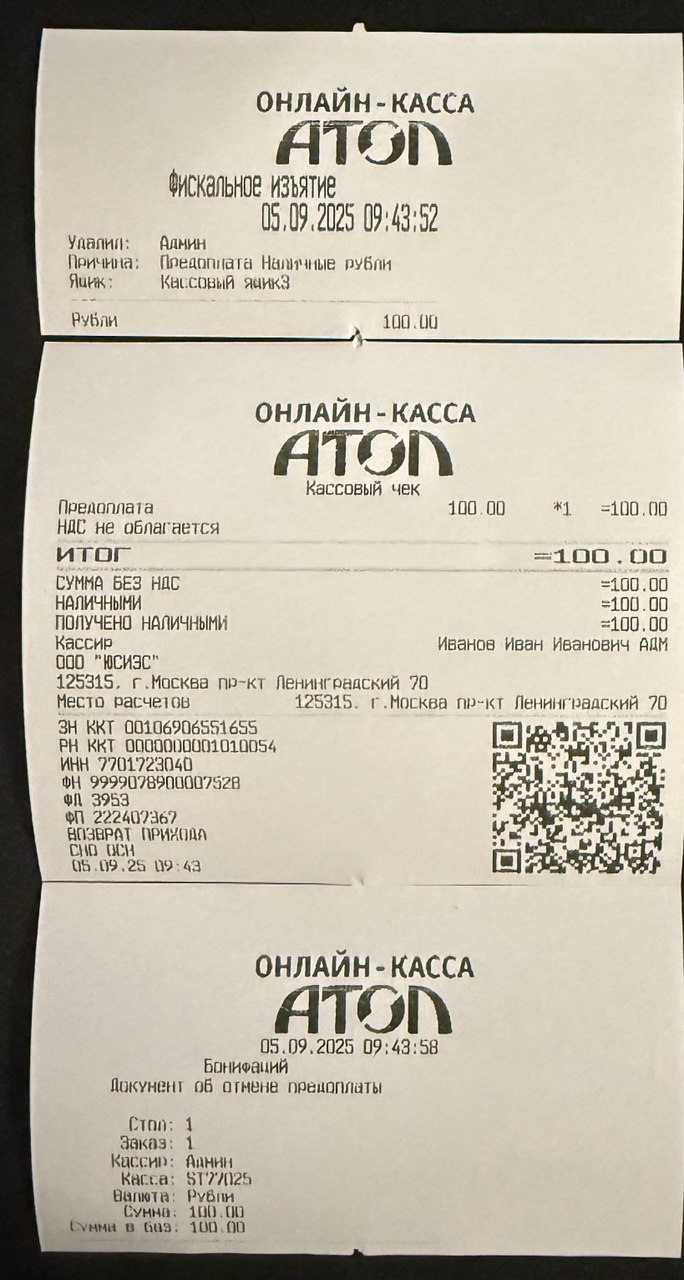 ОНЛАЙН-КАССА
АТОЛ
Фискальное изъятие
05.09.2025 09:43:52
Удалил: Админ
Причина: Предоплата Наличные рубли
Ящик: Кассовый ящик3
Рубли 100.00
ОНЛАЙН-КАССА
АТОЛ
Кассовый чек
Предоплата 100.00 *1 =100.00
НДС не облагается
ИТОГ =100.00
СУММА БЕЗ НДС =100.00
НАЛИЧНЫМИ =100.00
ПОЛУЧЕНО НАЛИЧНЫМИ =100.00
Кассир Иванов Иван Иванович АДМ
ООО "ЮСИЭС"
125315, г.Москва пр-кт Ленинградский 70
Место расчетов 125315, г.Москва пр-кт Ленинградский 70
ЗН ККТ 00106906551655
РН ККТ 0000000001010054
ИНН 7701723040
ФН 9999078900007528
ФД 3953
ФП 222407367
ВОЗВРАТ ПРИХОДА
СНО ОСН
05.09.25 09:43
ОНЛАЙН-КАССА
АТОЛ
05.09.2025 09:43:58
Бонифаций
Документ об отмене предоплаты
Стол: 1
Заказ: 1
Кассир: Админ
Касса: ST77025
Валюта: Рубли
Сумма: 100.00
Сумма в баз: 100.00